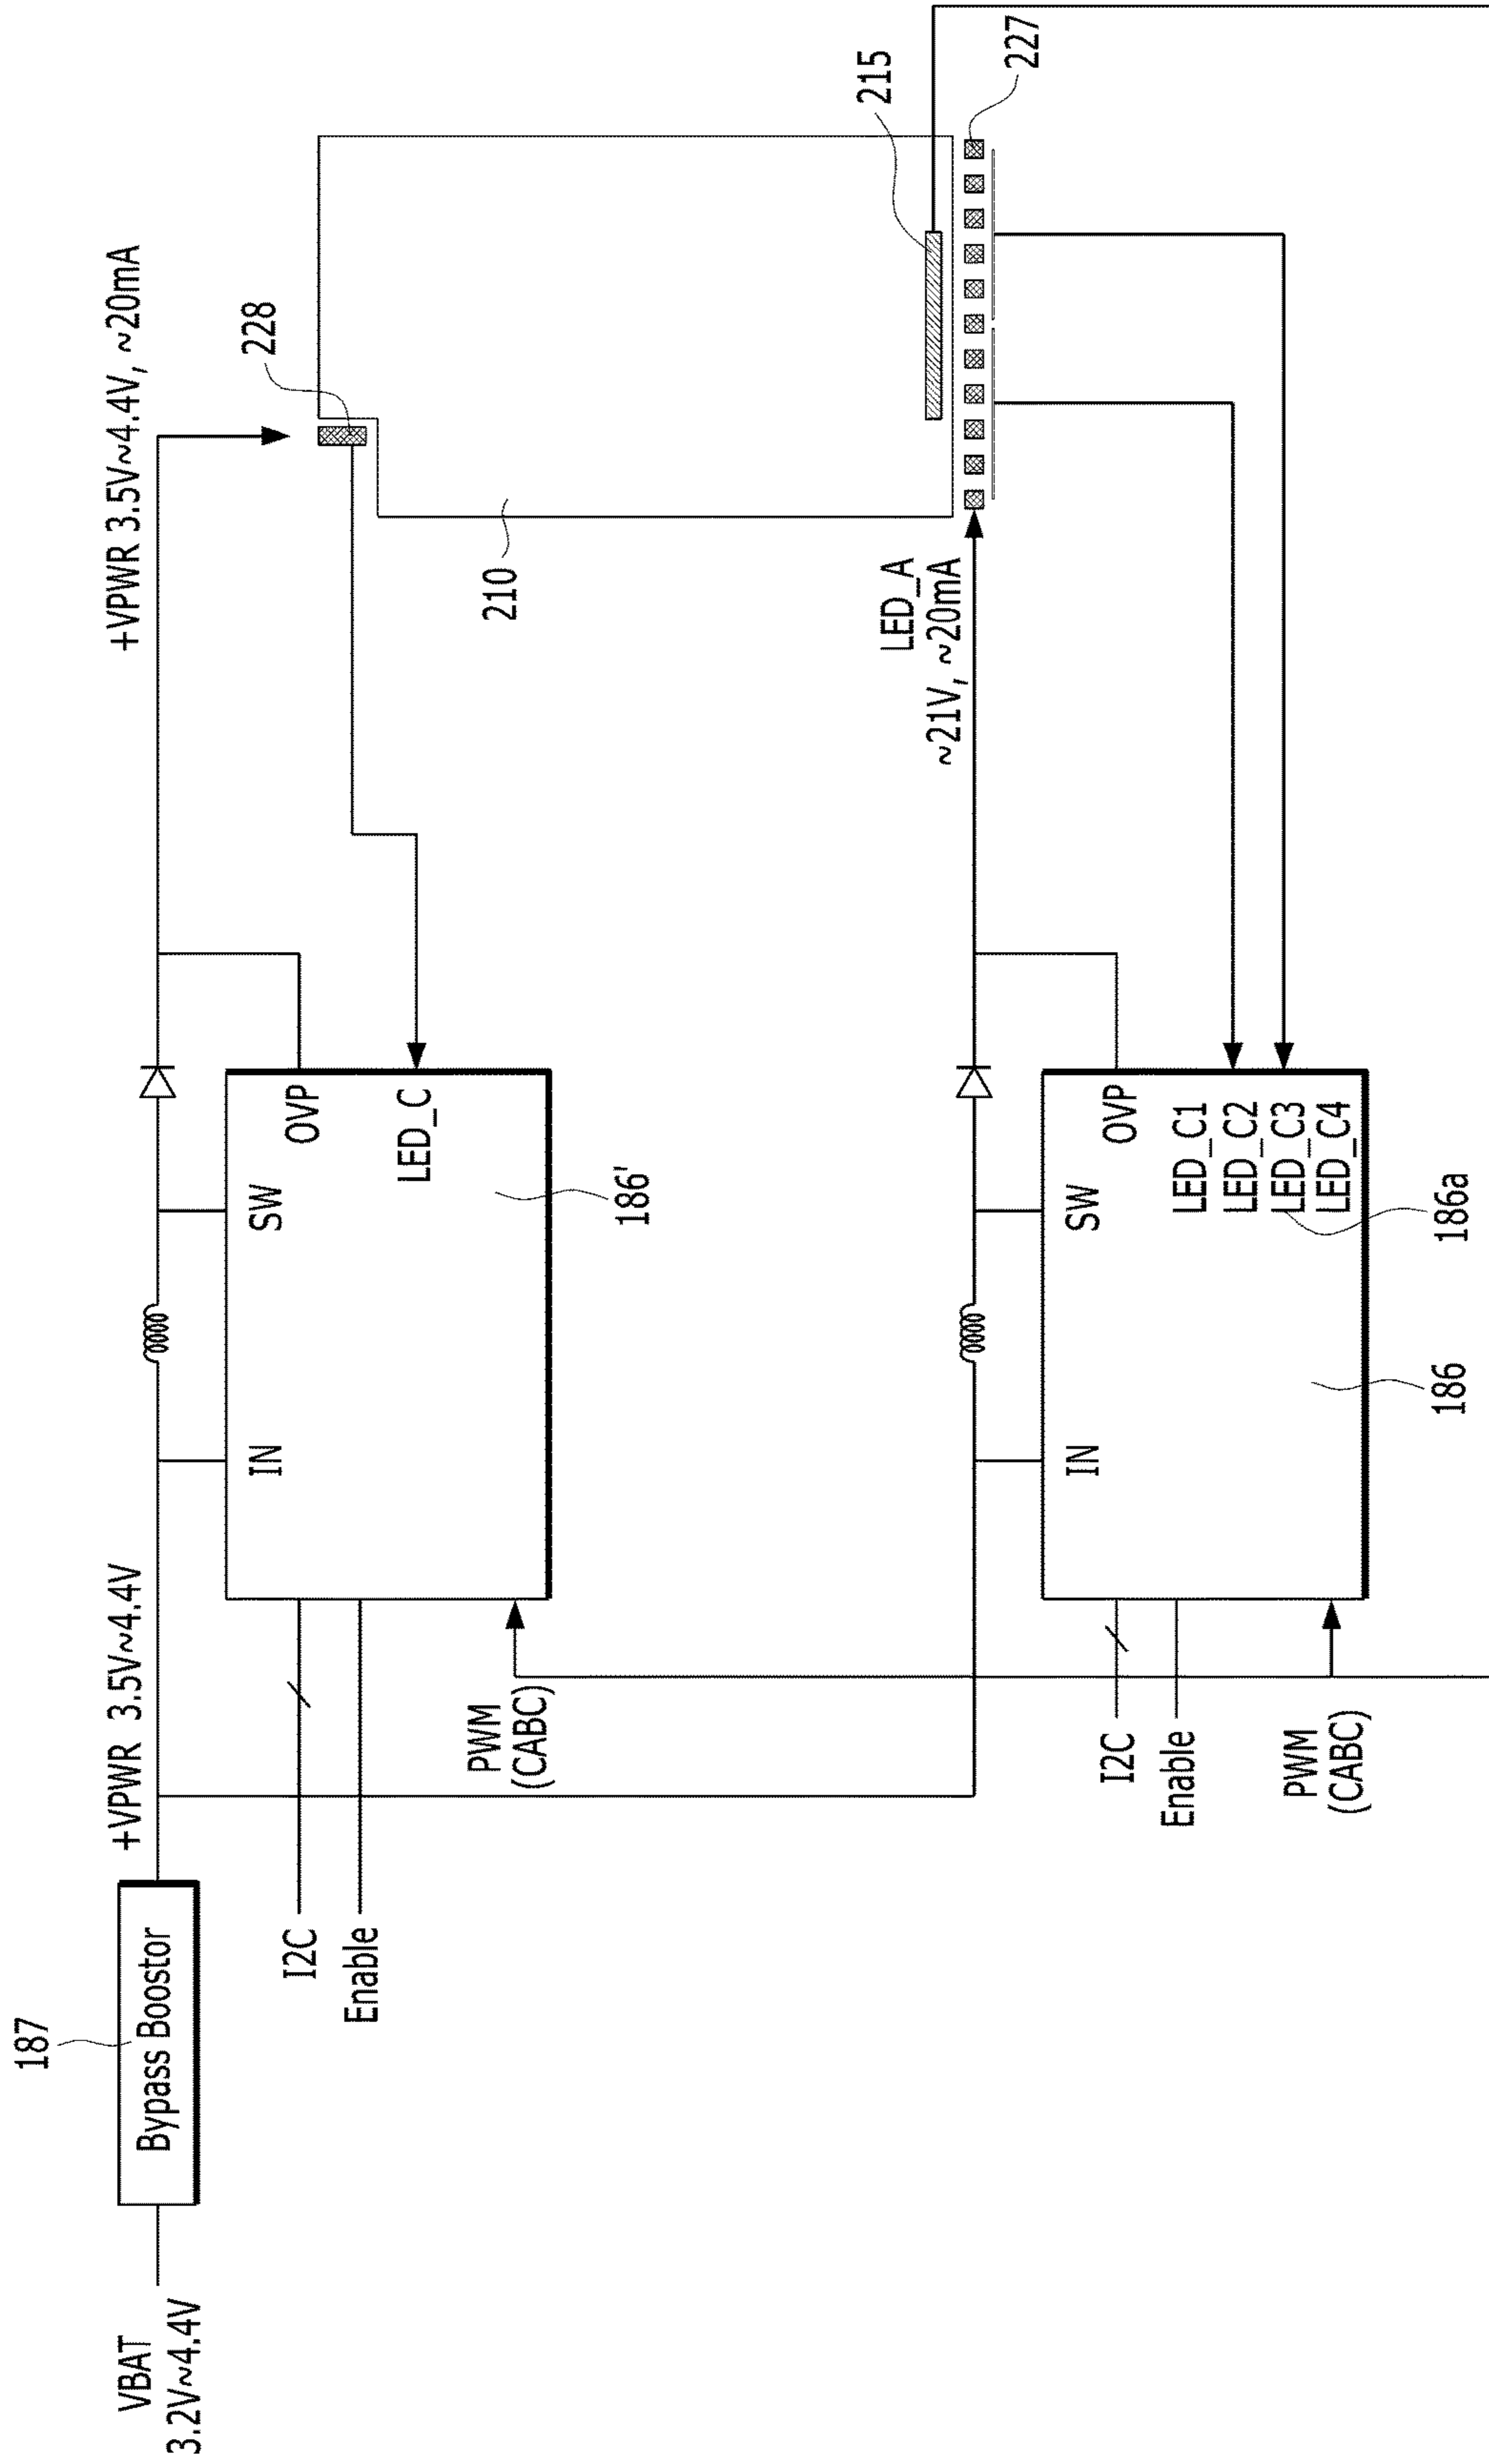 187
VBAT
3.2V~4.4V
Bypass Boostor
+VPWR 3.5V~4.4V
+VPWR 3.5V~4.4V, ~20mA
I2C
Enable
PWM
(CABC)
IN
SW
OVP
LED_C
186'
228
210
215
227
LED_A
~21V, ~20mA
I2C
Enable
PWM
(CABC)
IN
SW
OVP
LED_C1
LED_C2
LED_C3
LED_C4
186
186a